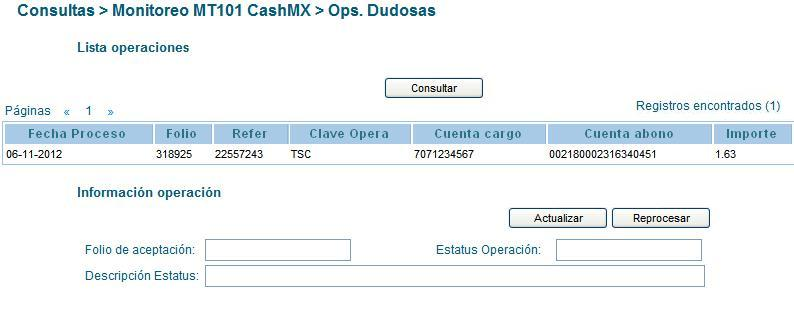 Consultas > Monitoreo MT101 CashMX > Ops. Dudosas
Lista operaciones
Consultar
Páginas « 1 » Registros encontrados (1)
Fecha Proceso Folio Refer Clave Opera Cuenta cargo Cuenta abono Importe
06-11-2012 318925 22557243 TSC 7071234567 002180002316340451 1.63
Información operación
Actualizar Reprocesar
Folio de aceptación: Estatus Operación:
Descripción Estatus: